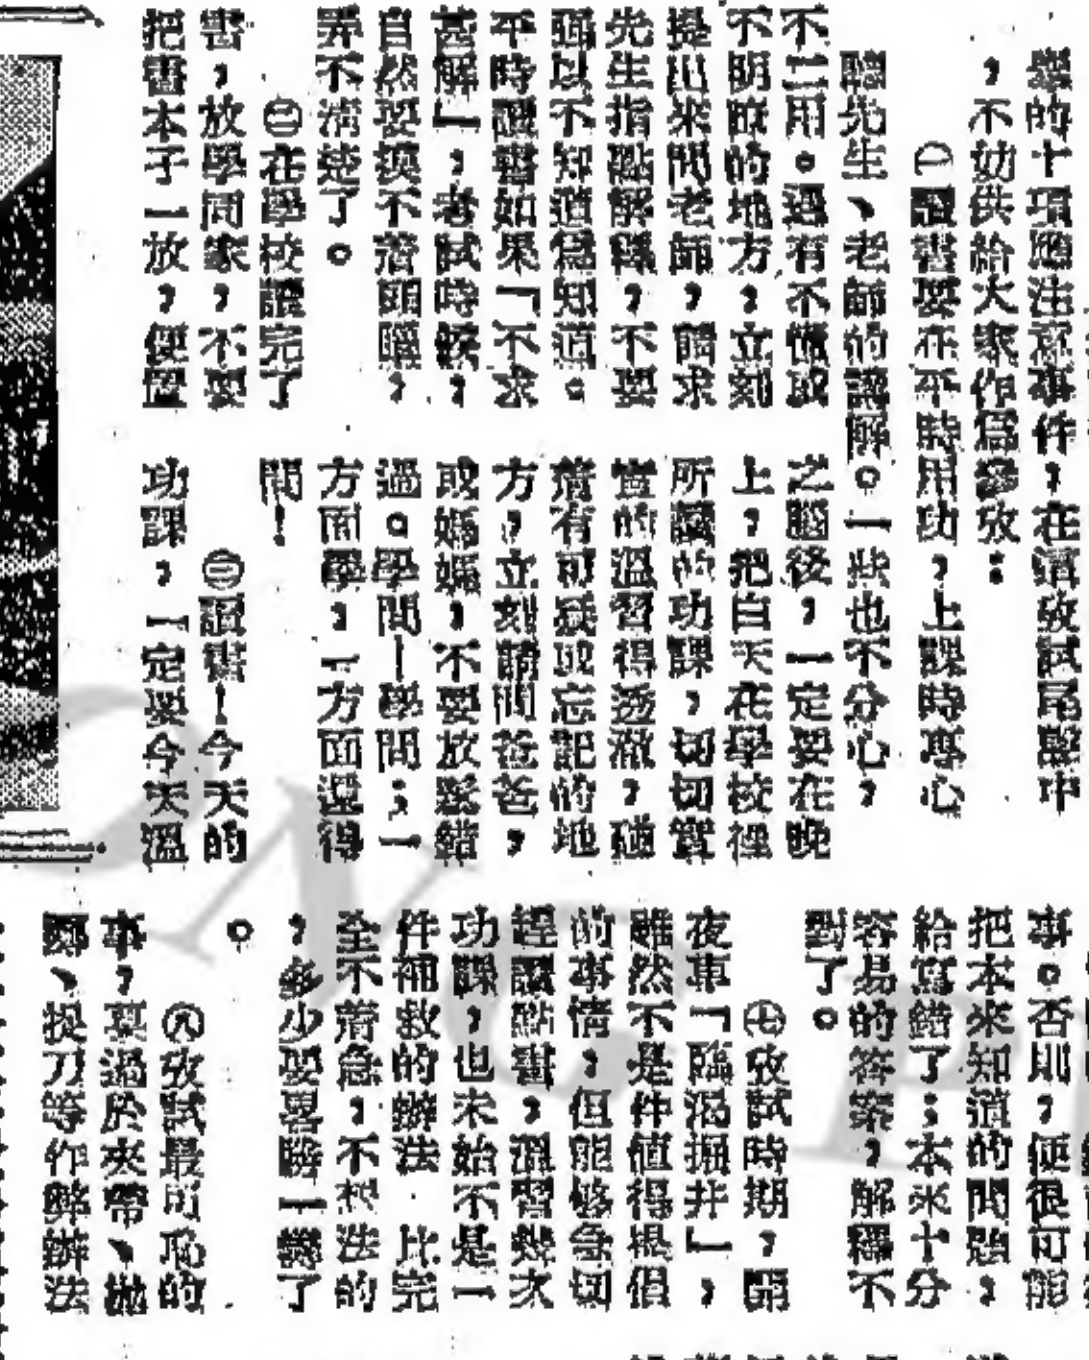 學的十項應注意事件，在這攷試尾聲中
，不妨供給大家作爲參攷：
㊀讀書要在平時用功，上課時專心
聽先生、老師的講解。一些也不分心，
不二用。遇有不懂或
不明瞭的地方，立刻
提出來問老師，請求
先生指點解釋，不要
強以不知道爲知道。
平時讀書如果「不求
甚解」，考試時候，
自然要摸不着頭腦，
弄不清楚了。
㊁在學校讀完了
書，放學回家，不要
把書本子一放，便置
之腦後，一定要在晚
上，把白天在學校裡
所讀的功課，切切實
實的溫習得透澈，碰
着有可疑或忘記的地
方，立刻請問爸爸，
或媽媽，不要放鬆錯
過。學問—學問；一
方面學，一方面還得
問！
㊂讀書！今天的
功課，一定要今天溫
事。否則，便很可能
把本來知道的問題，
給寫錯了；本來十分
容易的答案，解釋不
對了。
㊆攷試時期，開
夜車「臨渴掘井」，
雖然不是件值得提倡
的事情，但能够急切
趕讀點書，溫習幾次
功課，也未始不是一
件補救的辦法，比完
全不着急，不想法的
，多少要畧勝一籌了
。
㊇攷試最可恥的
事，莫過於夾帶、拋
團、捉刀等作弊辦法